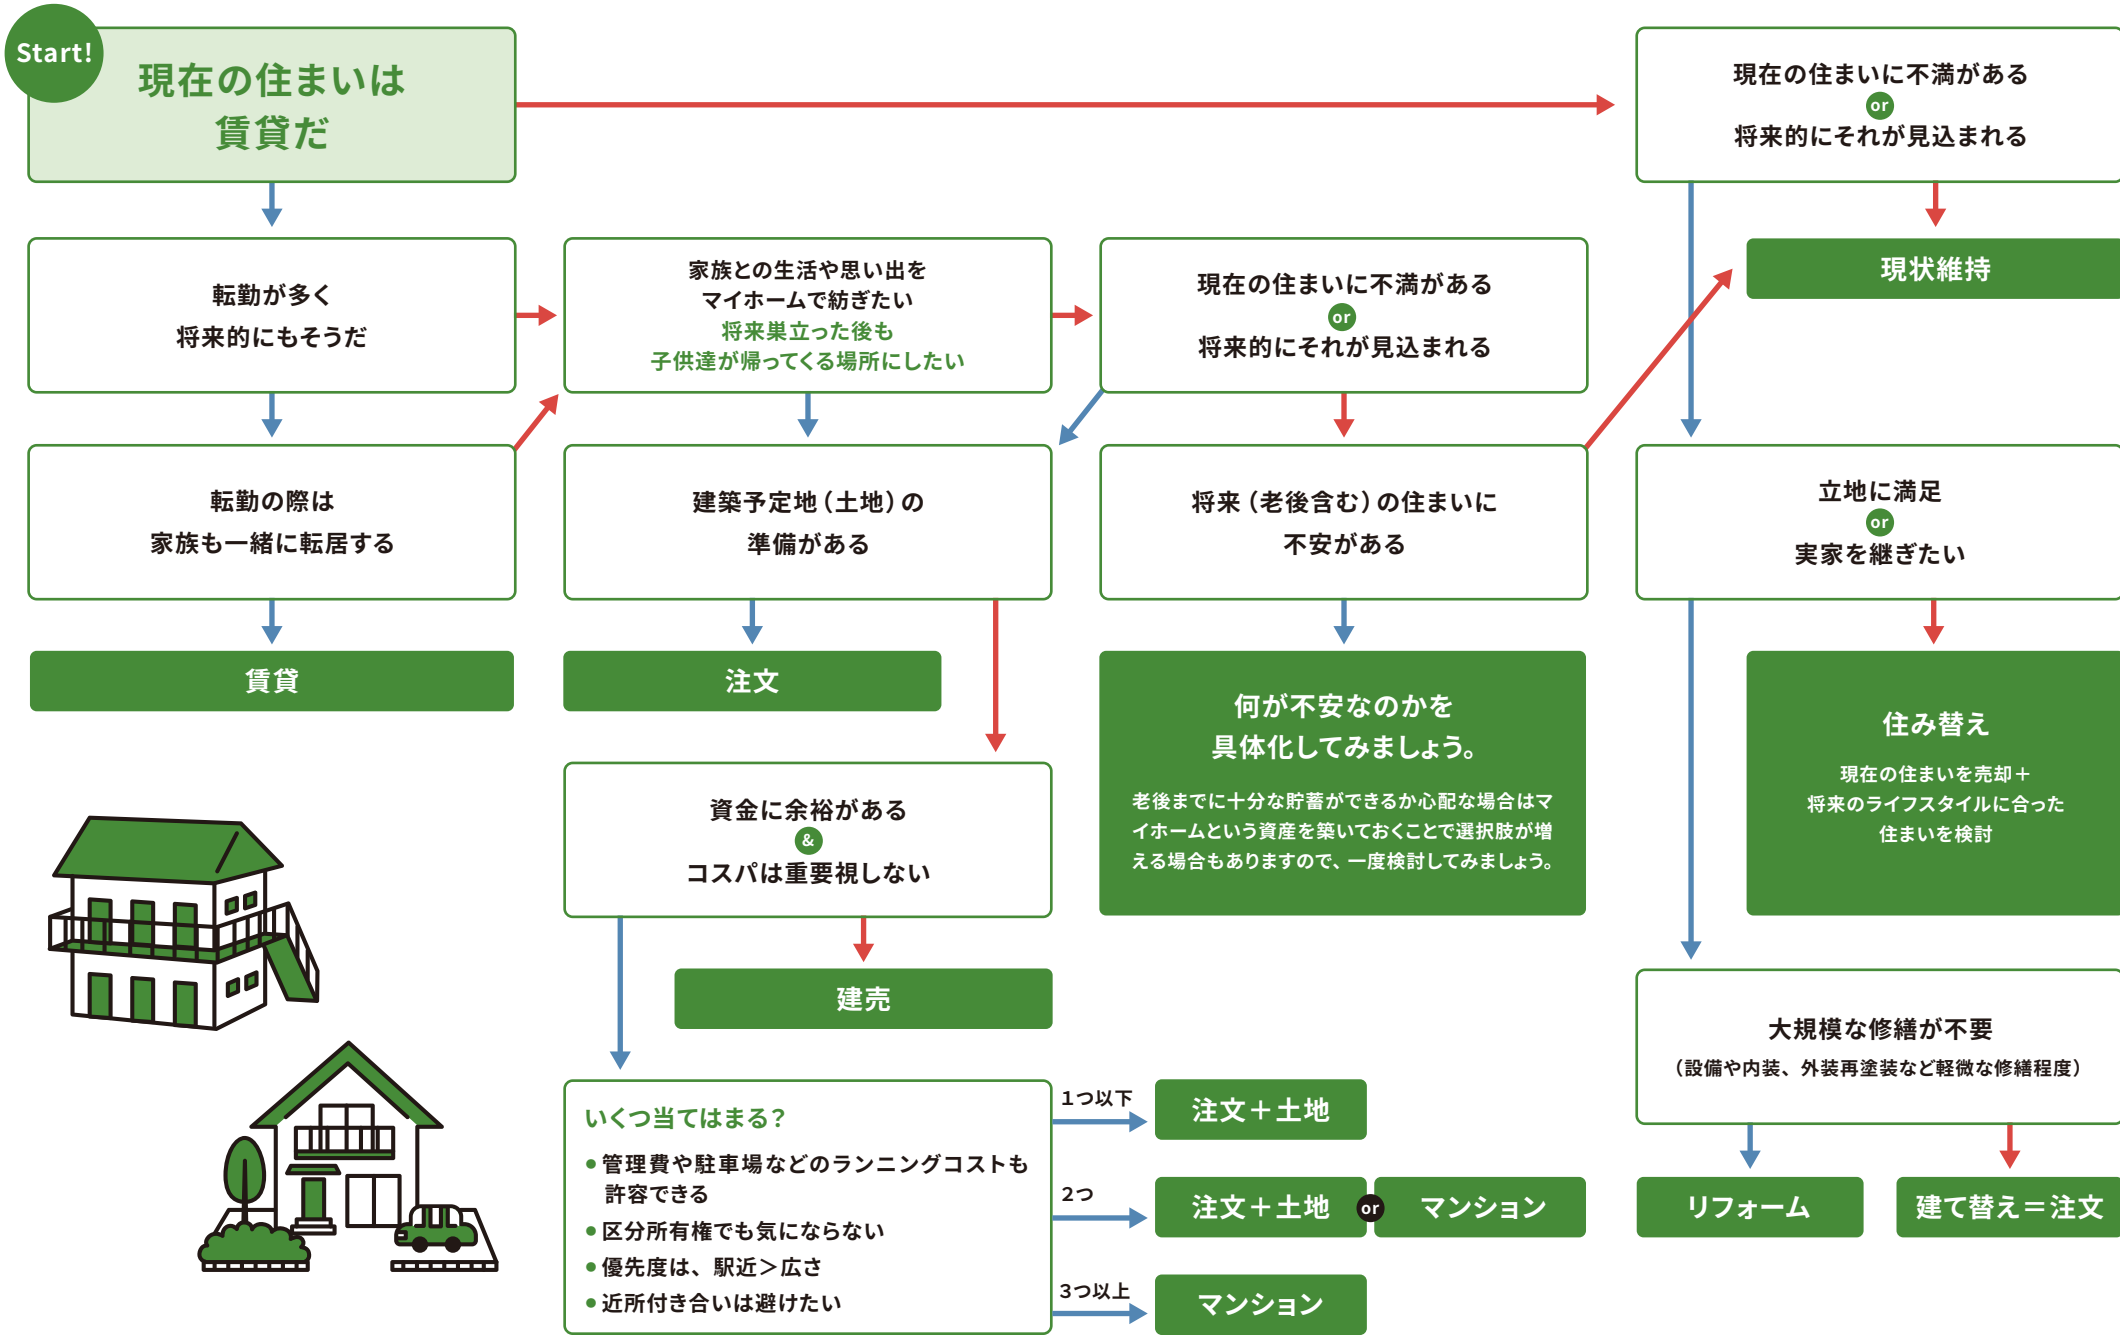 Start!
現在の住まいは
賃貸だ
現在の住まいに不満がある
or
将来的にそれが見込まれる
転勤が多く
将来的にもそうだ
家族との生活や思い出を
マイホームで紡ぎたい
将来巣立った後も
子供達が帰ってくる場所にしたい
現在の住まいに不満がある
or
将来的にそれが見込まれる
現状維持
転勤の際は
家族も一緒に転居する
建築予定地（土地）の
準備がある
将来（老後含む）の住まいに
不安がある
立地に満足
or
実家を継ぎたい
賃貸
注文
何が不安なのかを
具体化してみましょう。
老後までに十分な貯蓄ができるか心配な場合はマ
イホームという資産を築いておくことで選択肢が増
える場合もありますので、一度検討してみましょう。
住み替え
現在の住まいを売却＋
将来のライフスタイルに合った
住まいを検討
資金に余裕がある
&
コスパは重要視しない
建売
大規模な修繕が不要
（設備や内装、外装再塗装など軽微な修繕程度）
いくつ当てはまる？
●管理費や駐車場などのランニングコストも
許容できる
●区分所有権でも気にならない
●優先度は、駅近＞広さ
●近所付き合いは避けたい
1つ以下
注文＋土地
2つ
注文＋土地 or マンション
3つ以上
マンション
リフォーム
建て替え＝注文